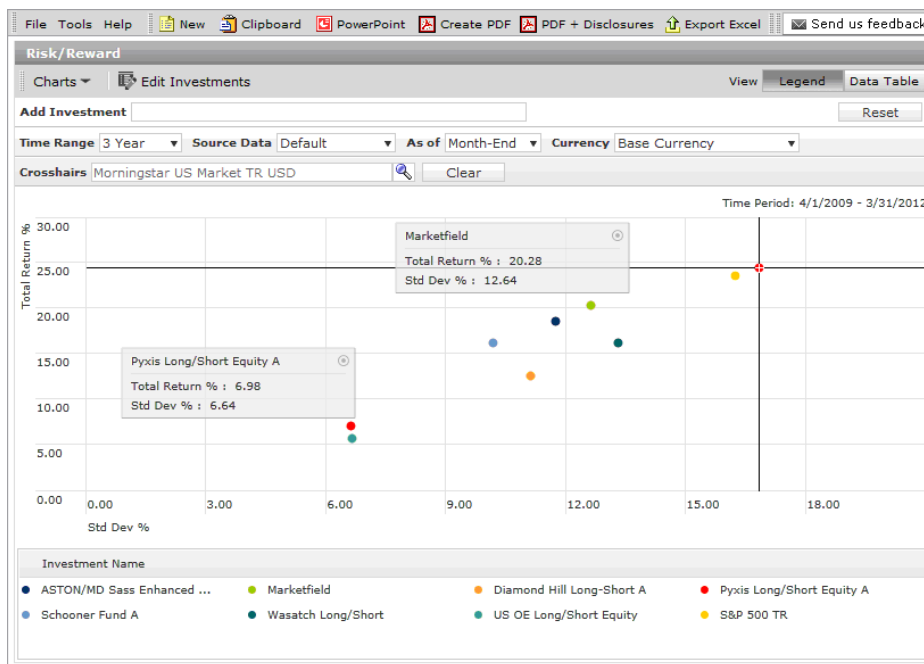 File Tools Help New Clipboard PowerPoint Create PDF PDF + Disclosures Export Excel Send us feedback
Risk/Reward
Charts Edit Investments View Legend Data Table
Add Investment Reset
Time Range 3 Year Source Data Default As of Month-End Currency Base Currency
Crosshairs Morningstar US Market TR USD Clear
Time Period: 4/1/2009 - 3/31/2012
Total Return %
30.00
25.00
20.00
15.00
10.00
5.00
0.00
Marketfield
Total Return % : 20.28
Std Dev % : 12.64
Pyxis Long/Short Equity A
Total Return % : 6.98
Std Dev % : 6.64
0.00 3.00 6.00 9.00 12.00 15.00 18.00
Std Dev %
Investment Name
ASTON/MD Sass Enhanced ... Marketfield Diamond Hill Long-Short A Pyxis Long/Short Equity A
Schooner Fund A Wasatch Long/Short US OE Long/Short Equity S&P 500 TR